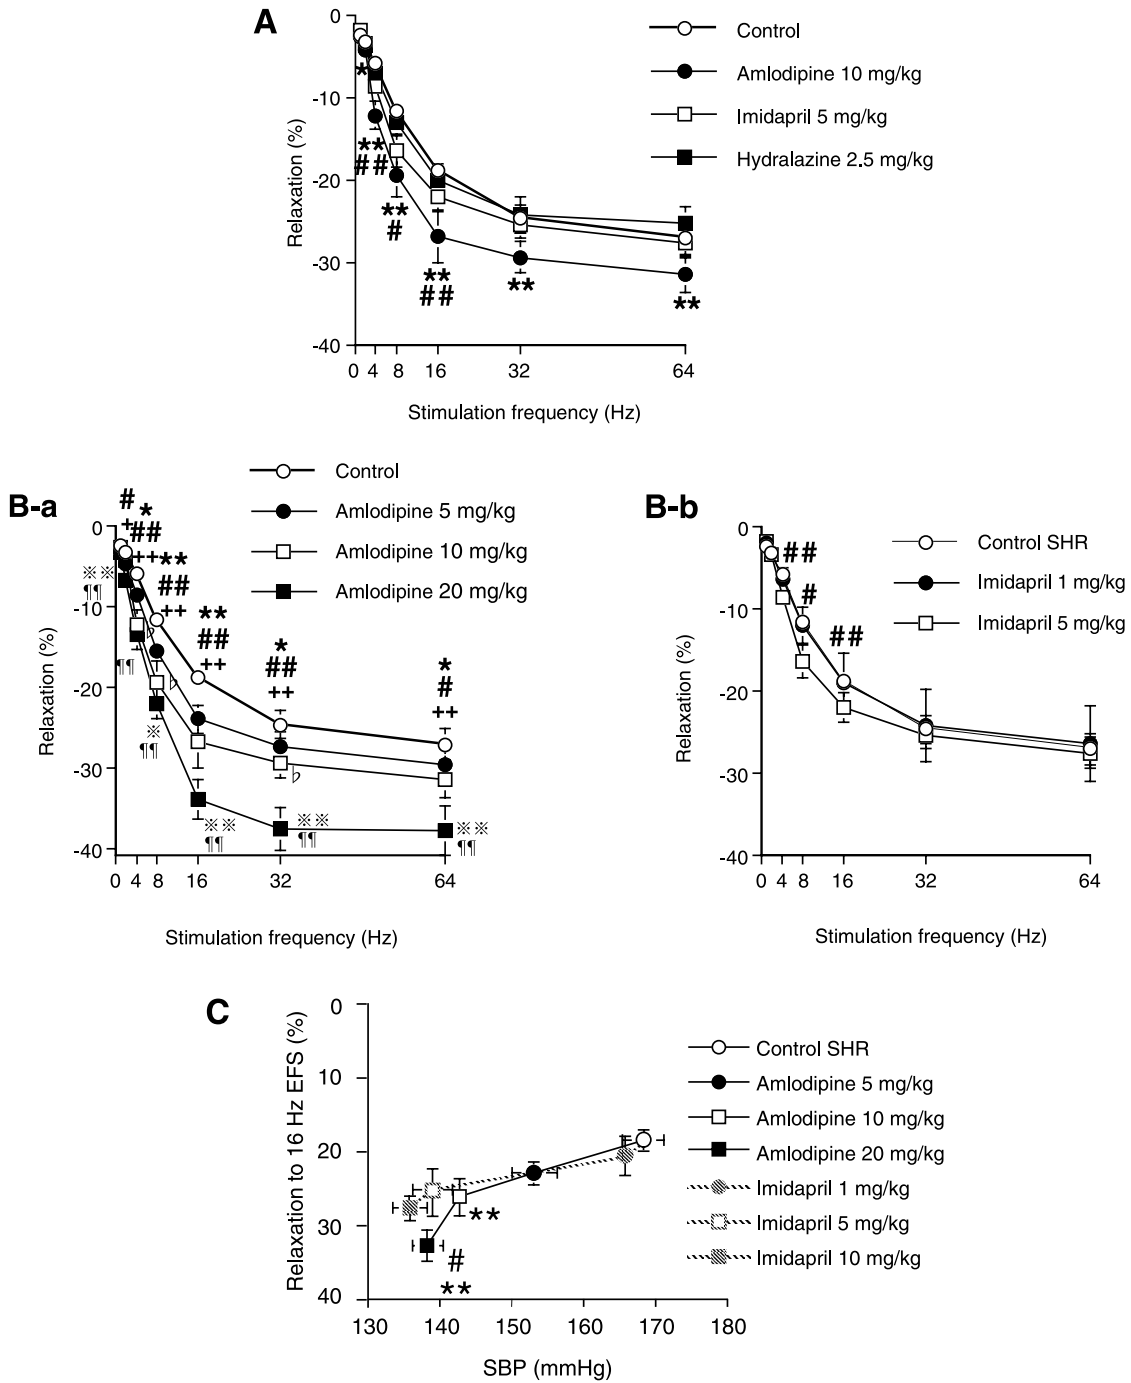 A
0
-10
-20
-30
-40
Relaxation (%)
0 4 8 16 32 64
Stimulation frequency (Hz)
Control
Amlodipine 10 mg/kg
Imidapril 5 mg/kg
Hydralazine 2.5 mg/kg
*
**
##
**
#
**
##
**
**
B-a
Control
Amlodipine 5 mg/kg
Amlodipine 10 mg/kg
Amlodipine 20 mg/kg
0
-10
-20
-30
-40
Relaxation (%)
0 4 8 16 32 64
Stimulation frequency (Hz)
#
+
*
##
++
**
##
++
**
##
++
*
##
++
*
#
++
※※
¶¶
¶¶
※
¶¶
※※
¶¶
※※
¶¶
※※
¶¶
♭
♭
♭
B-b
Control SHR
Imidapril 1 mg/kg
Imidapril 5 mg/kg
0
-10
-20
-30
-40
Relaxation (%)
##
#
##
0 4 8 16 32 64
Stimulation frequency (Hz)
C
0
10
20
30
40
Relaxation to 16 Hz EFS (%)
**
#
**
130 140 150 160 170 180
SBP (mmHg)
Control SHR
Amlodipine 5 mg/kg
Amlodipine 10 mg/kg
Amlodipine 20 mg/kg
Imidapril 1 mg/kg
Imidapril 5 mg/kg
Imidapril 10 mg/kg